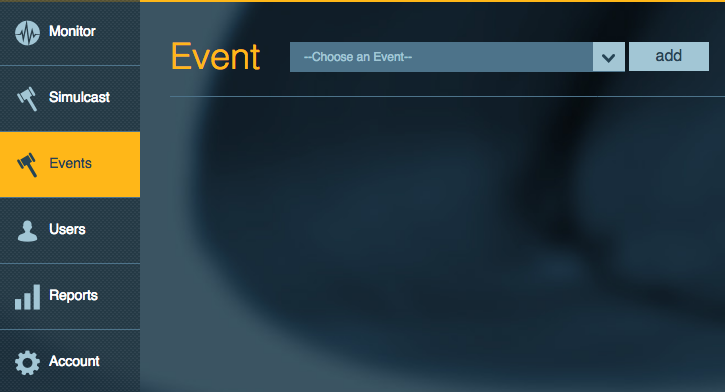 Monitor
Simulcast
Events
Users
Reports
Account
Event
--Choose an Event--
add